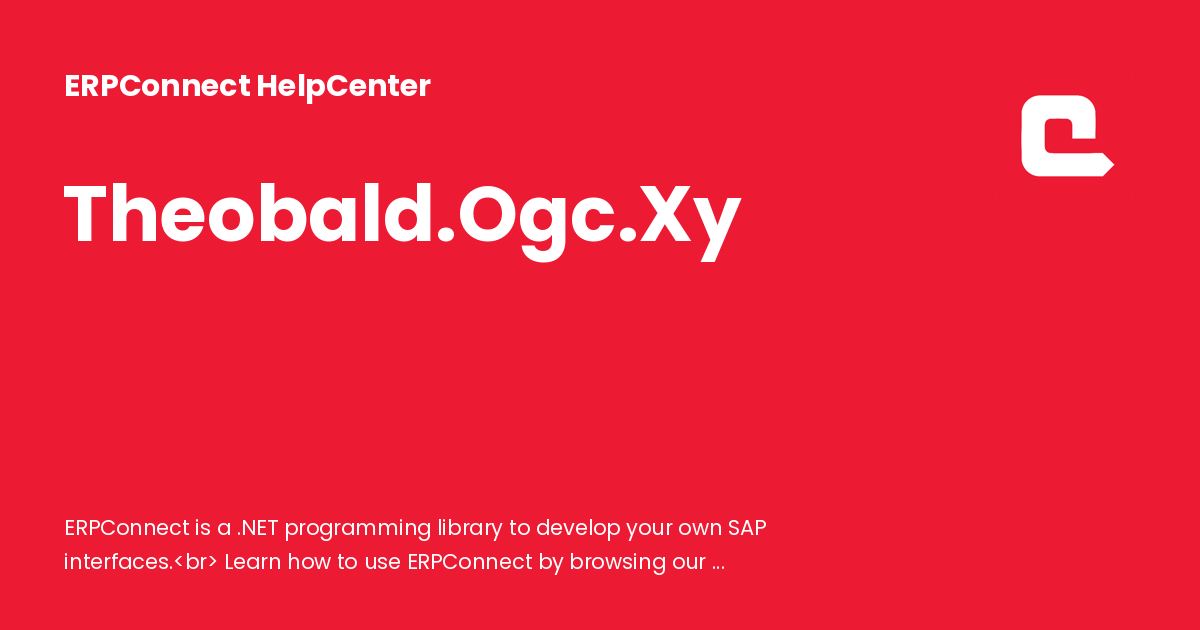 ERPConnect HelpCenter
Theobald.Ogc.Xy
ERPConnect is a .NET programming library to develop your own SAP
interfaces.<br> Learn how to use ERPConnect by browsing our ...